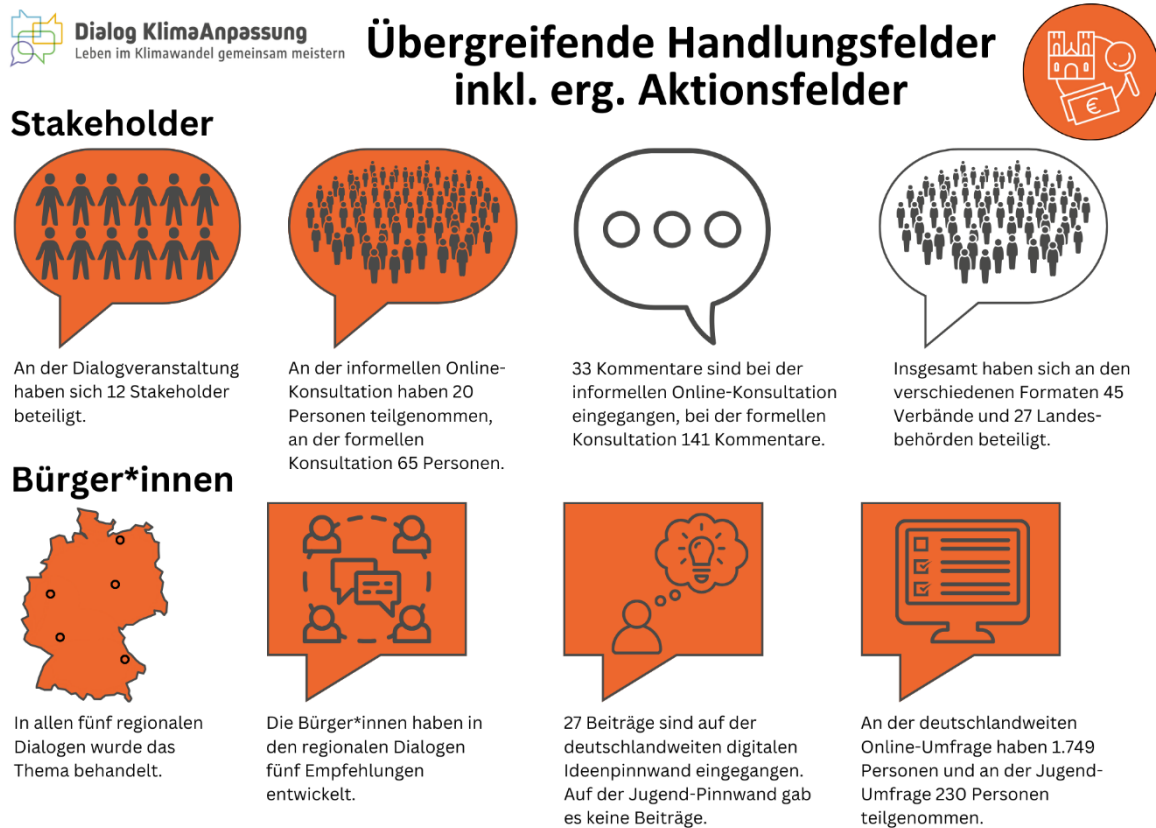 Dialog KlimaAnpassung
Leben im Klimawandel gemeinsam meistern
Übergreifende Handlungsfelder
inkl. erg. Aktionsfelder
€
Stakeholder
An der Dialogveranstaltung
haben sich 12 Stakeholder
beteiligt.
An der informellen Online-
Konsultation haben 20
Personen teilgenommen,
an der formellen
Konsultation 65 Personen.
33 Kommentare sind bei der
informellen Online-Konsultation
eingegangen, bei der formellen
Konsultation 141 Kommentare.
Insgesamt haben sich an den
verschiedenen Formaten 45
Verbände und 27 Landes-
behörden beteiligt.
Bürger*innen
In allen fünf regionalen
Dialogen wurde das
Thema behandelt.
Die Bürger*innen haben in
den regionalen Dialogen
fünf Empfehlungen
entwickelt.
27 Beiträge sind auf der
deutschlandweiten digitalen
Ideenpinnwand eingegangen.
Auf der Jugend-Pinnwand gab
es keine Beiträge.
An der deutschlandweiten
Online-Umfrage haben 1.749
Personen und an der Jugend-
Umfrage 230 Personen
teilgenommen.